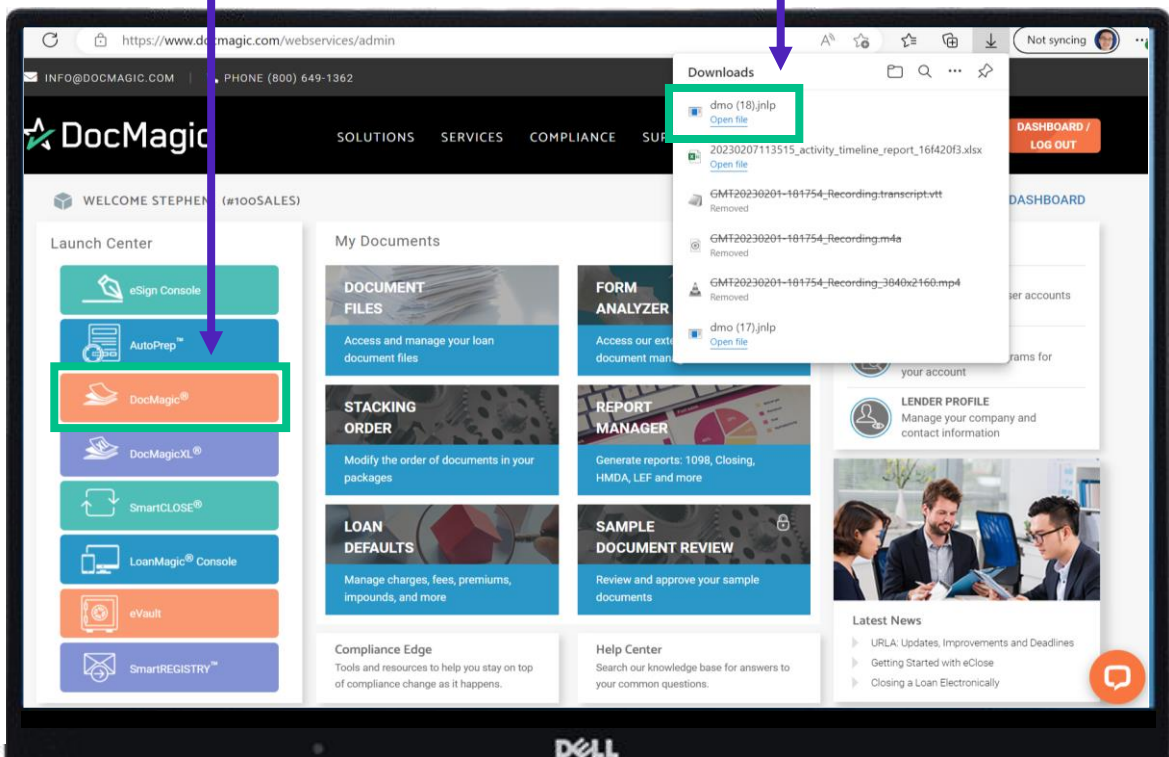 https://www.docmagic.com/webservices/admin
Not syncing
INFO@DOCMAGIC.COM
PHONE (800) 649-1362
DocMagic
SOLUTIONS
SERVICES
COMPLIANCE
DASHBOARD /
LOG OUT
Downloads
dmo (18).jnlp
Open file
20230207113515_activity_timeline_report_16f420f3.xlsx
Open file
GMT20230201-181754_Recording.transcript.vtt
Removed
GMT20230201-181754_Recording.m4a
Removed
GMT20230201-181754_Recording_3840x2160.mp4
Removed
dmo (17).jnlp
Open file
WELCOME STEPHEN (#100SALES)
DASHBOARD
Launch Center
eSign Console
AutoPrep™
DocMagic®
DocMagicXL®
SmartCLOSE®
LoanMagic® Console
eVault
SmartREGISTRY™
My Documents
DOCUMENT
FILES
Access and manage your loan
document files
FORM
ANALYZER
Access our
document
STACKING
ORDER
Modify the order of documents in your
packages
REPORT
MANAGER
Generate reports: 1098, Closing,
HMDA, LEF and more
LOAN
DEFAULTS
Manage charges, fees, premiums,
impounds, and more
SAMPLE
DOCUMENT REVIEW
Review and approve your sample
documents
Compliance Edge
Tools and resources to help you stay on top
of compliance change as it happens.
Help Center
Search our knowledge base for answers to
your common questions.
accounts
for
your account
LENDER PROFILE
Manage your company and
contact information
Latest News
URLA: Updates, Improvements and Deadlines
Getting Started with eClose
Closing a Loan Electronically
DELL